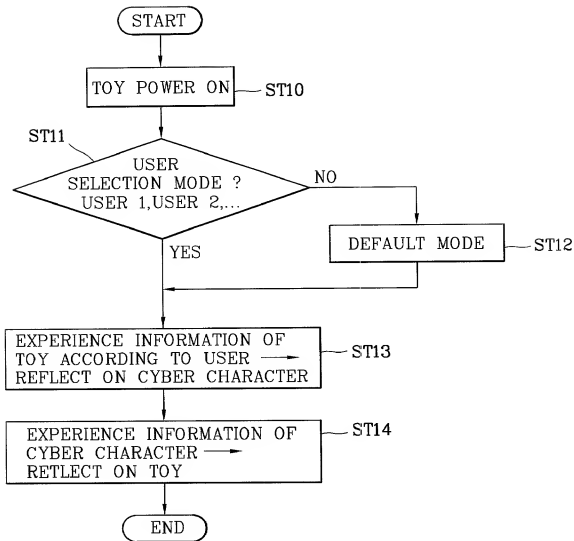 START
TOY POWER ON
ST10
ST11
USER
SELECTION MODE ?
USER 1,USER 2,...
NO
DEFAULT MODE
ST12
YES
EXPERIENCE INFORMATION OF
TOY ACCORDING TO USER →
REFLECT ON CYBER CHARACTER
ST13
EXPERIENCE INFORMATION OF
CYBER CHARACTER →
RETLECT ON TOY
ST14
END